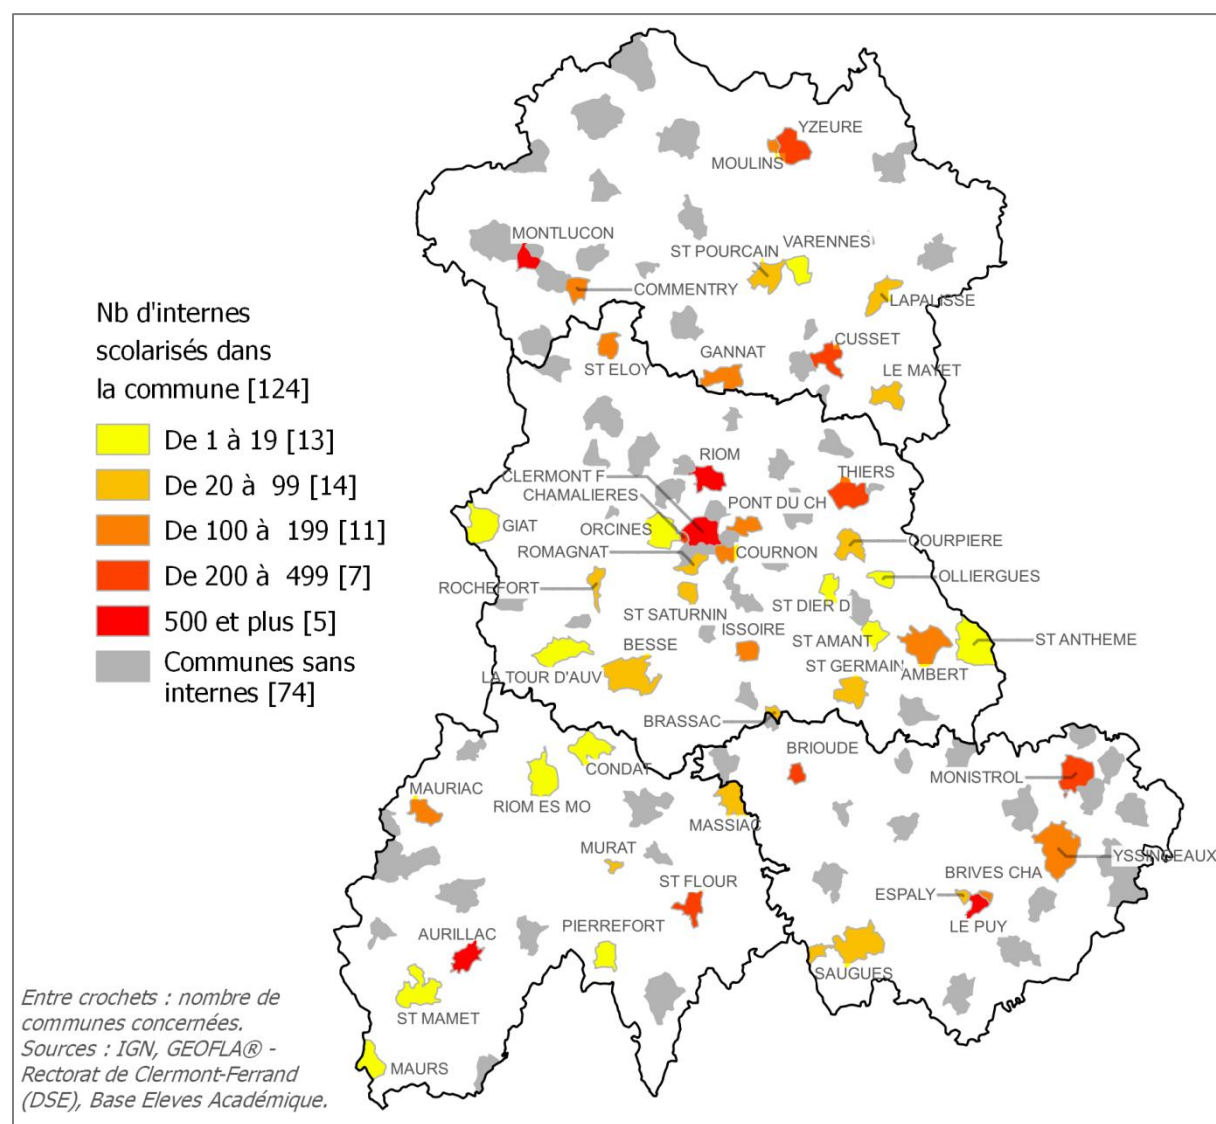 YZEURE
MOULINS
MONTLUCON
ST POURCAIN
VARENNES
COMMENTRY
LAPALISSE
Nb d'internes
scolarisés dans
la commune [124]
De 1 à 19 [13]
De 20 à 99 [14]
De 100 à 199 [11]
De 200 à 499 [7]
500 et plus [5]
Communes sans
internes [74]
ST ELOY
GANNAT
CUSSET
LE MAYET
RIOM
CLERMONT F
CHAMALIERES
THIERS
PONT DU CH
GIAT
ORCINES
ROMAGNAT
COURNON
COURPIERE
ROCHEFORT
OLLIERGUES
ST SATURNIN
ST DIER D
ISSOIRE
ST AMANT
ST ANTHEME
BESSE
LA TOUR D'AUV
ST GERMAIN
AMBERT
BRASSAC
BRIOUDE
MONISTROL
CONDAT
RIOM ES MO
MAURIAC
MASSIAC
MURAT
YSSINGEAUX
BRIVES CHA
ESPALY
ST FLOUR
LE PUY
PIERREFORT
AURILLAC
SAUGUES
ST MAMET
MAURS
Entre crochets : nombre de
communes concernées.
Sources : IGN, GEOFLA® -
Rectorat de Clermont-Ferrand
(DSE), Base Eleves Académique.